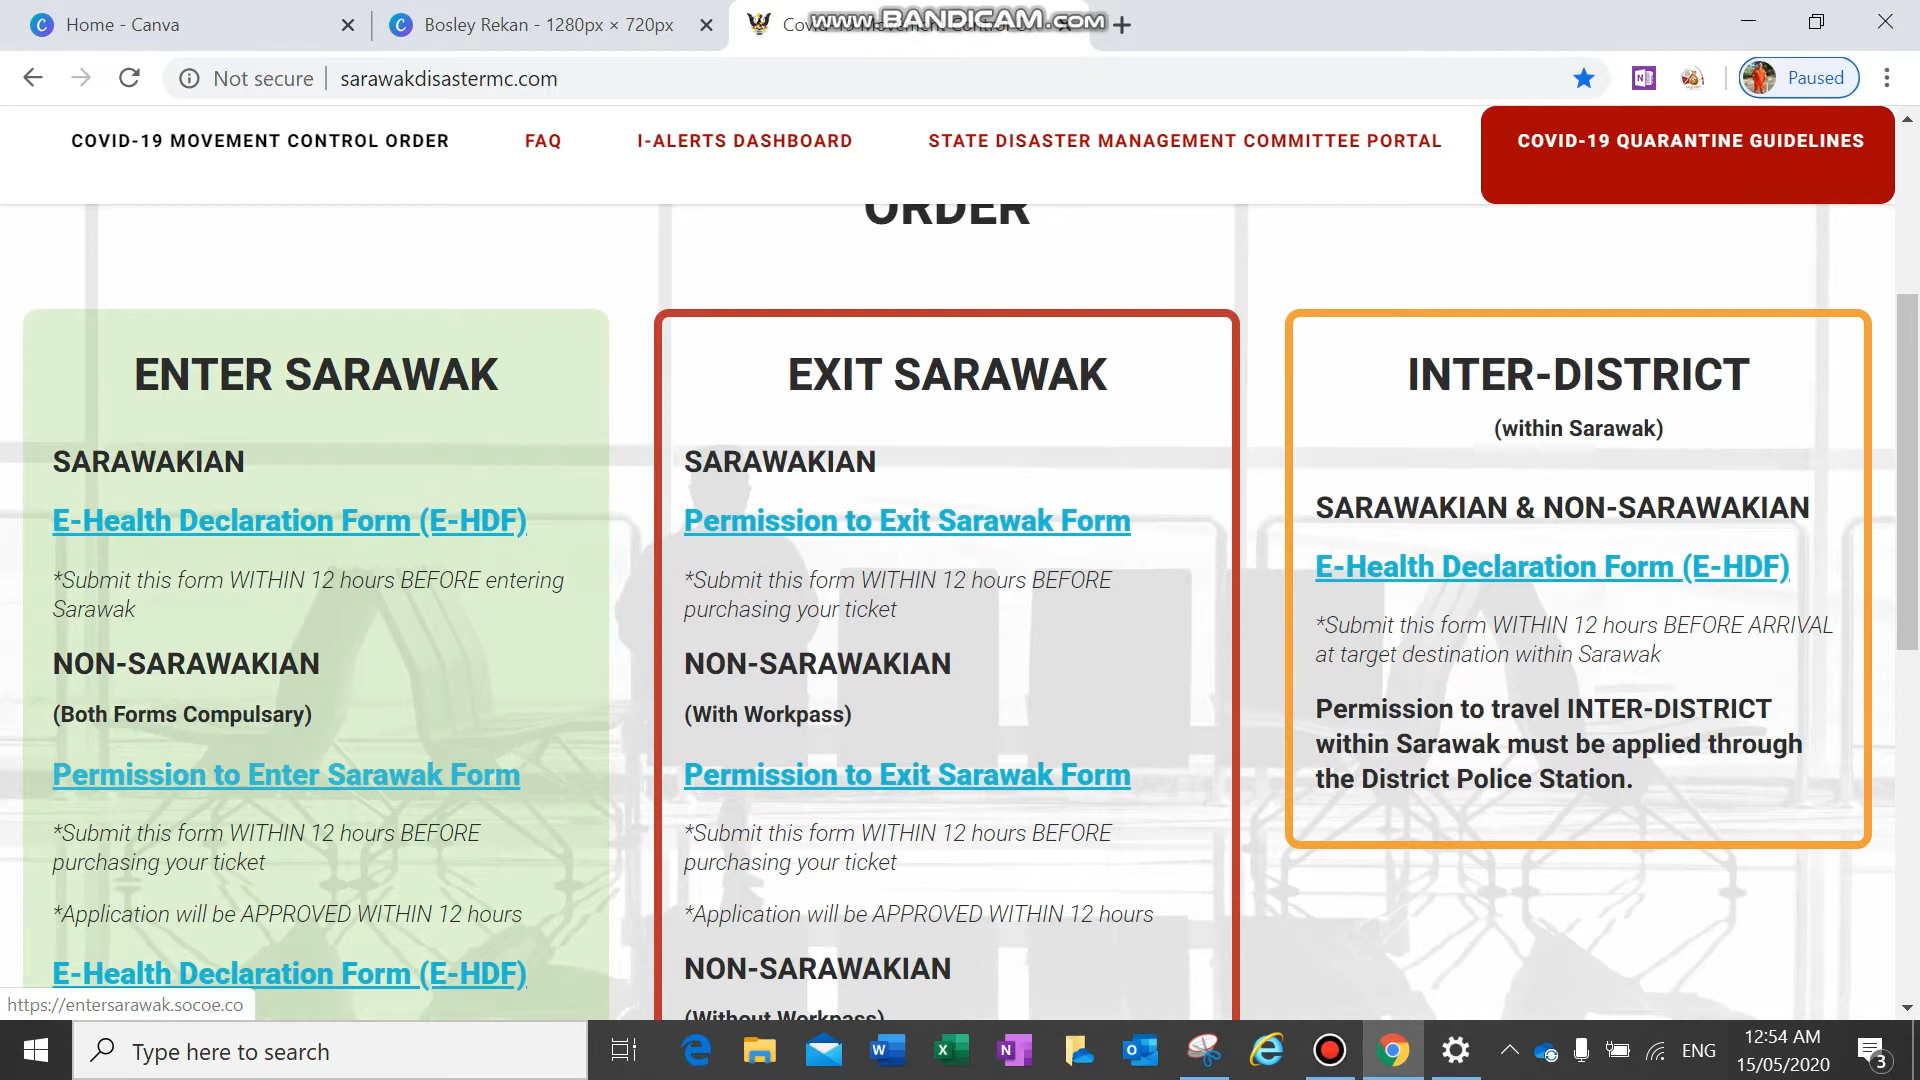 www.BANDICAM.com
Home - Canva
Bosley Rekan - 1280px × 720px
Not secure
sarawakdisastermc.com
Paused
COVID-19 MOVEMENT CONTROL ORDER
FAQ
I-ALERTS DASHBOARD
STATE DISASTER MANAGEMENT COMMITTEE PORTAL
COVID-19 QUARANTINE GUIDELINES
ORDER
ENTER SARAWAK
SARAWAKIAN
E-Health Declaration Form (E-HDF)
*Submit this form WITHIN 12 hours BEFORE entering
Sarawak
NON-SARAWAKIAN
(Both Forms Compulsary)
Permission to Enter Sarawak Form
*Submit this form WITHIN 12 hours BEFORE
purchasing your ticket
*Application will be APPROVED WITHIN 12 hours
E-Health Declaration Form (E-HDF)
EXIT SARAWAK
SARAWAKIAN
Permission to Exit Sarawak Form
*Submit this form WITHIN 12 hours BEFORE
purchasing your ticket
NON-SARAWAKIAN
(With Workpass)
Permission to Exit Sarawak Form
*Submit this form WITHIN 12 hours BEFORE
purchasing your ticket
*Application will be APPROVED WITHIN 12 hours
NON-SARAWAKIAN
(Without Workpass)
INTER-DISTRICT
(within Sarawak)
SARAWAKIAN & NON-SARAWAKIAN
E-Health Declaration Form (E-HDF)
*Submit this form WITHIN 12 hours BEFORE ARRIVAL
at target destination within Sarawak
Permission to travel INTER-DISTRICT
within Sarawak must be applied through
the District Police Station.
https://entersarawak.socoe.co
Type here to search
ENG
12:54 AM
15/05/2020
3